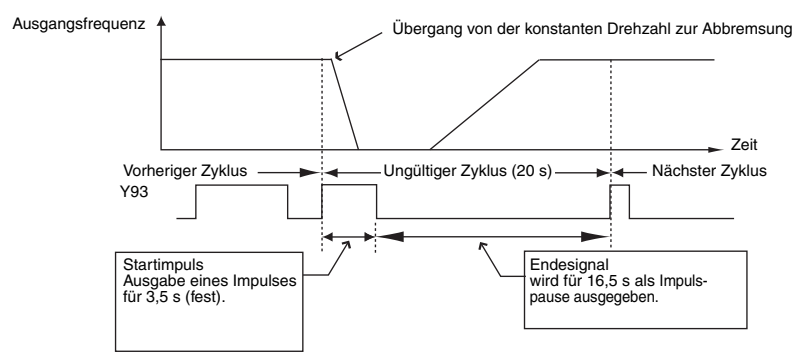 Ausgangsfrequenz
Übergang von der konstanten Drehzahl zur Abbremsung
Zeit
Vorheriger Zyklus
Ungültiger Zyklus (20 s)
Nächster Zyklus
Y93
Startimpuls
Ausgabe eines Impulses
für 3,5 s (fest).
Endesignal
wird für 16,5 s als Impuls-
pause ausgegeben.